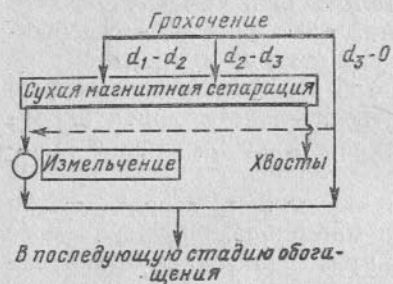 Грохочение
d₁-d₂
d₂-d₃
d₃-0
Сухая магнитная сепарация
Измельчение
Хвосты
В последующую стадию обога-
щения